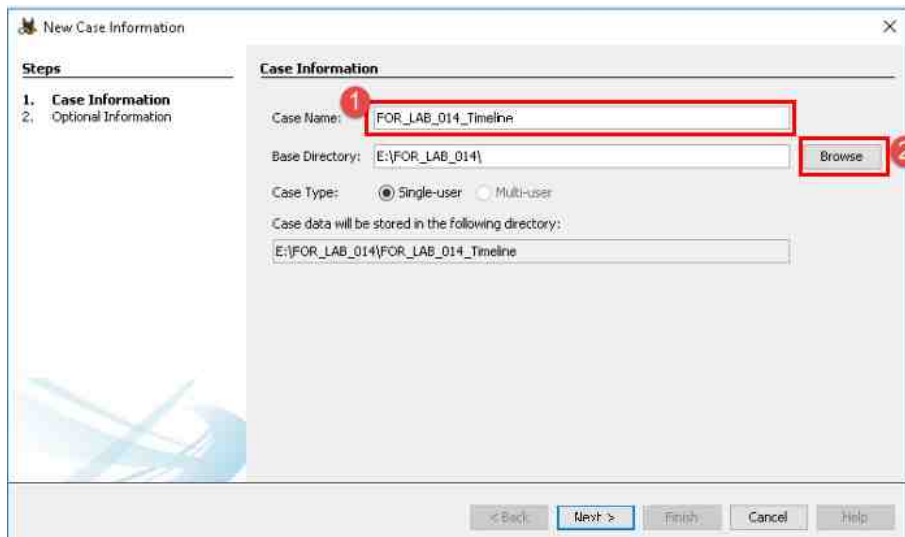 New Case Information
Steps
1. Case Information
2. Optional Information
Case Information
1
Case Name: FOR_LAB_014_Timeline
Base Directory: E:\FOR_LAB_014\ Browse
2
Case Type: Single-user Multi-user
Case data will be stored in the following directory:
E:\FOR_LAB_014\FOR_LAB_014_Timeline
< Back Next > Finish Cancel Help